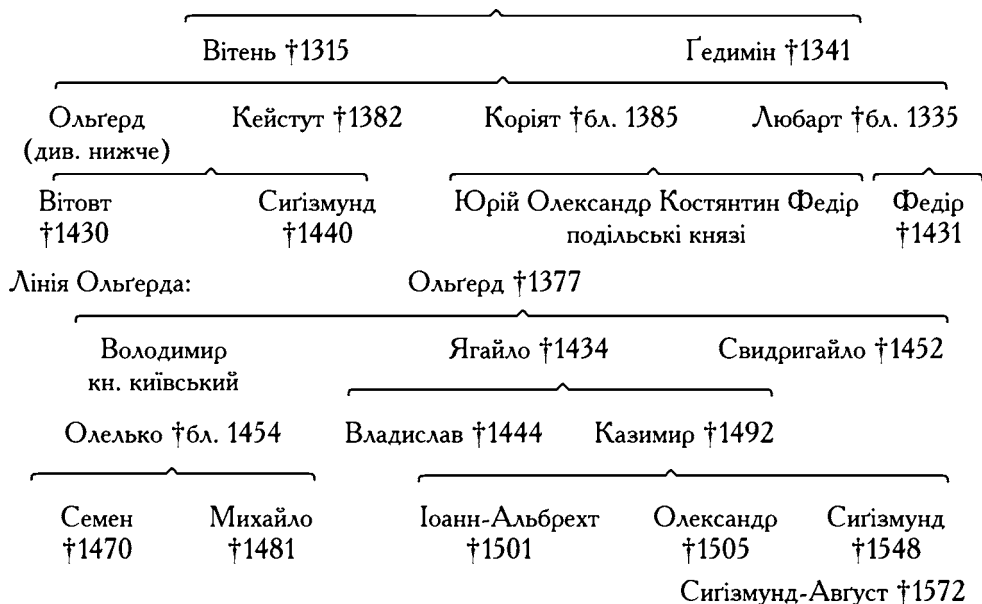 Вітень †1315 Ґедимін †1341
Ольґерд Кейстут †1382 Коріят †бл. 1385 Любарт †бл. 1335
(див. нижче)
Вітовт Сиґізмунд Юрій Олександр Костянтин Федір Федір
†1430 †1440 подільські князі †1431
Лінія Ольґерда: Ольґерд †1377
Володимир Ягайло †1434 Свидригайло †1452
кн. київський
Олелько †бл. 1454 Владислав †1444 Казимир †1492
Семен Михайло Іоанн-Альбрехт Олександр Сиґізмунд
†1470 †1481 †1501 †1505 †1548
Сиґізмунд-Авґуст †1572